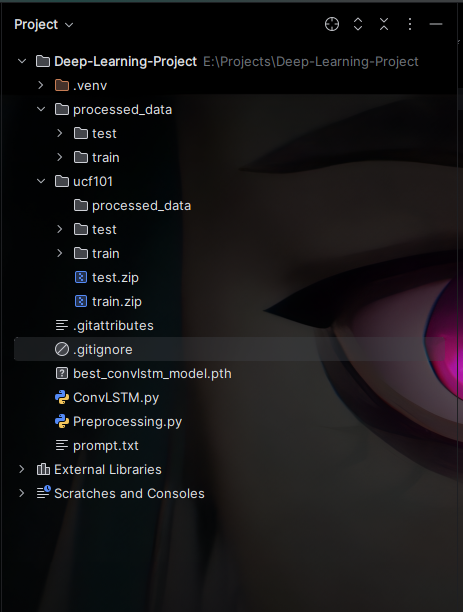 Project
Deep-Learning-Project E:\Projects\Deep-Learning-Project
.venv
processed_data
test
train
ucf101
processed_data
test
train
test.zip
train.zip
.gitattributes
.gitignore
best_convlstm_model.pth
ConvLSTM.py
Preprocessing.py
prompt.txt
External Libraries
Scratches and Consoles